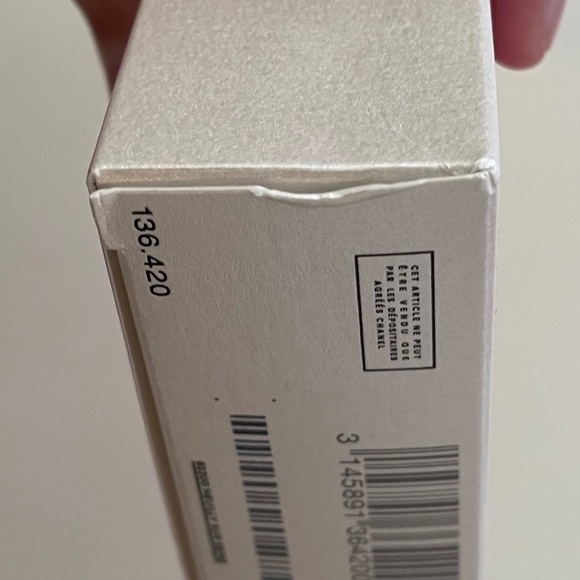 136.420
CET ARTICLE NE PEUT
ÊTRE VENDU QUE
PAR LES DÉPOSITAIRES
AGRÉÉS CHANEL
3 145891 364200